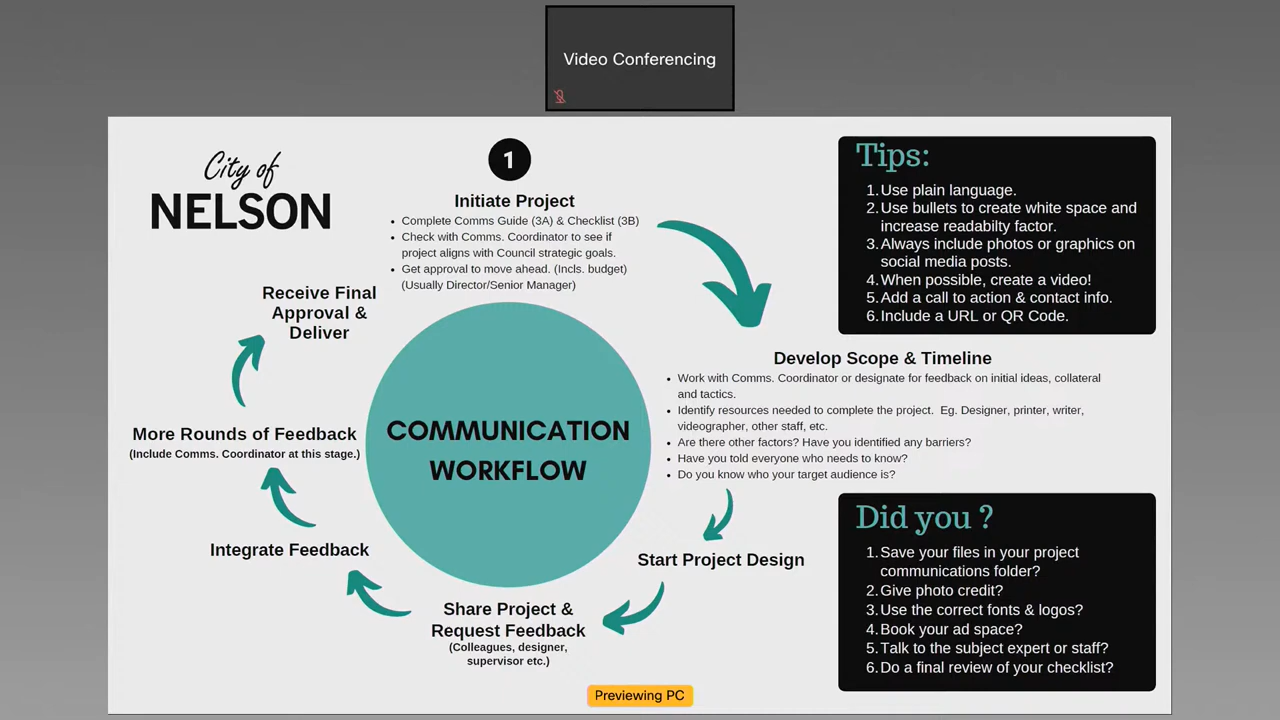 Video Conferencing
City of
NELSON
1
Initiate Project
• Complete Comms Guide (3A) & Checklist (3B)
• Check with Comms. Coordinator to see if
project aligns with Council strategic goals.
• Get approval to move ahead. (Incls. budget)
(Usually Director/Senior Manager)
Tips:
1. Use plain language.
2. Use bullets to create white space and
increase readabilty factor.
3. Always include photos or graphics on
social media posts.
4. When possible, create a video!
5. Add a call to action & contact info.
6. Include a URL or QR Code.
Develop Scope & Timeline
• Work with Comms. Coordinator or designate for feedback on initial ideas, collateral
and tactics.
• Identify resources needed to complete the project. Eg. Designer, printer, writer,
videographer, other staff, etc.
• Are there other factors? Have you identified any barriers?
• Have you told everyone who needs to know?
• Do you know who your target audience is?
Start Project Design
Share Project &
Request Feedback
(Colleagues, designer,
supervisor etc.)
Integrate Feedback
More Rounds of Feedback
(Include Comms. Coordinator at this stage.)
Receive Final
Approval &
Deliver
COMMUNICATION
WORKFLOW
Did you ?
1. Save your files in your project
communications folder?
2. Give photo credit?
3. Use the correct fonts & logos?
4. Book your ad space?
5. Talk to the subject expert or staff?
6. Do a final review of your checklist?
Previewing PC